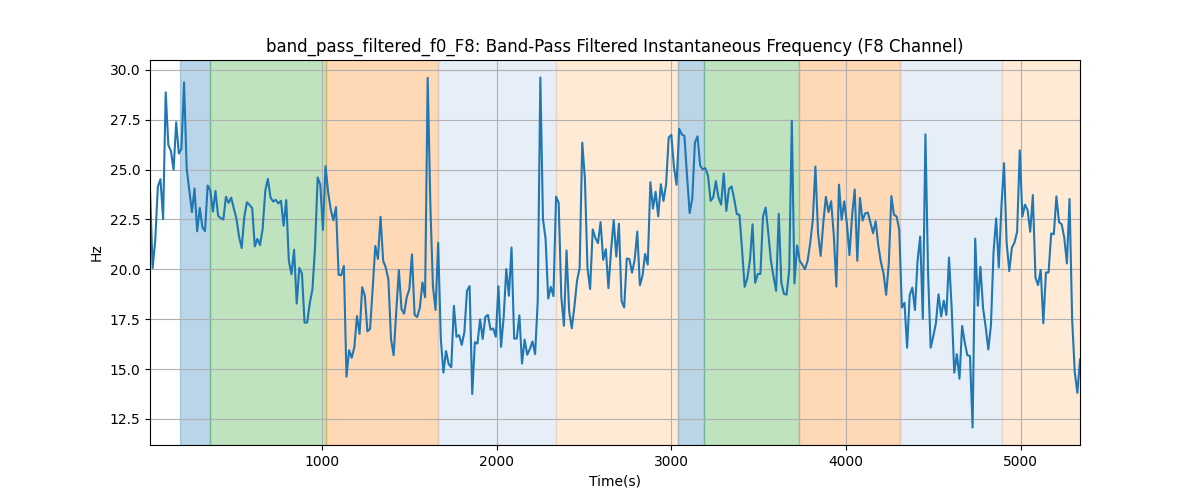 band_pass_filtered_f0_F8: Band-Pass Filtered Instantaneous Frequency (F8 Channel)
30.0
27.5
25.0
22.5
20.0
17.5
15.0
12.5
Hz
1000 2000 3000 4000 5000
Time(s)